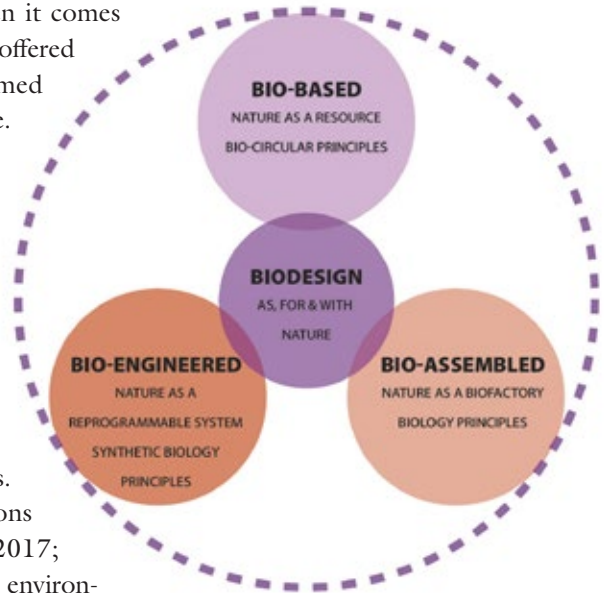 n it comes
offered
med
e.
BIO-BASED
NATURE AS A RESOURCE
BIO-CIRCULAR PRINCIPLES
BIODESIGN
AS, FOR & WITH
NATURE
BIO-ENGINEERED
NATURE AS A
REPROGRAMMABLE SYSTEM
SYNTHETIC BIOLOGY
PRINCIPLES
BIO-ASSEMBLED
NATURE AS A BIOFACTORY
BIOLOGY PRINCIPLES
s.
ons
2017;
environ-